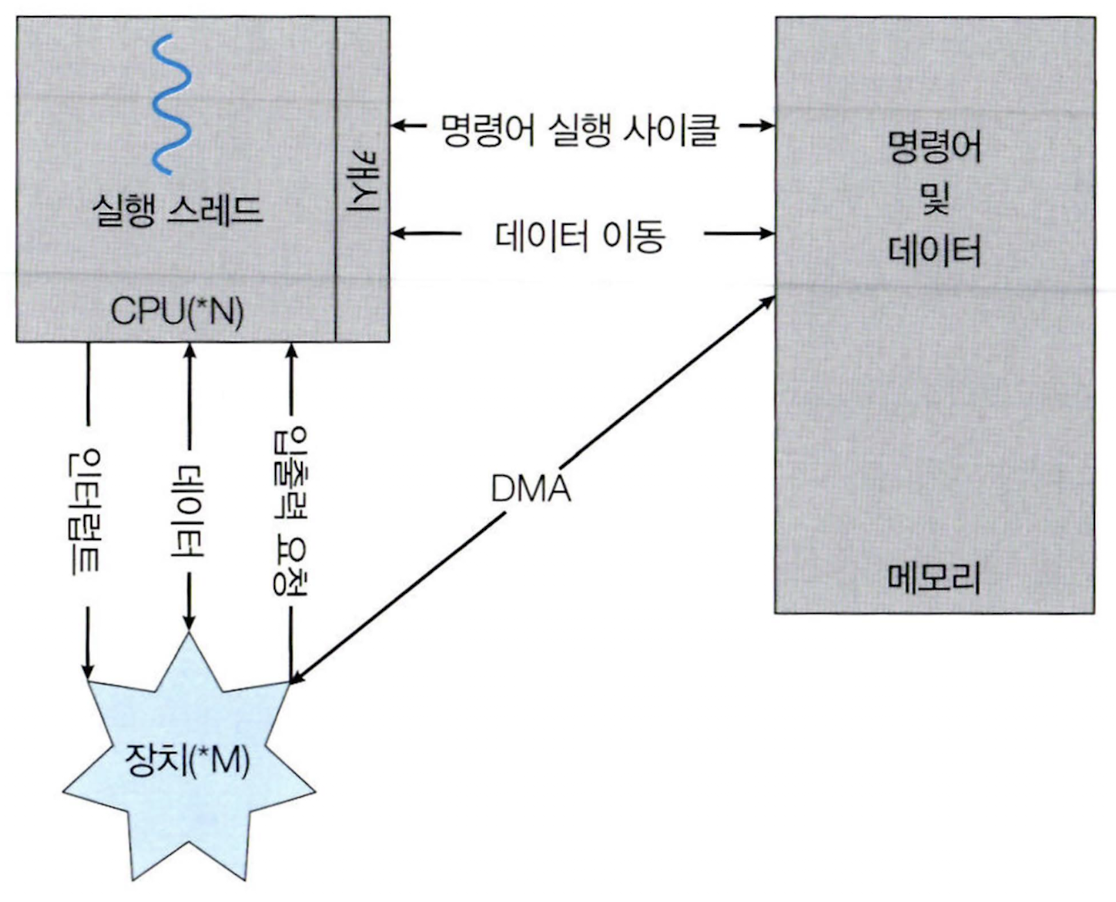 실행 스레드
캐시
CPU(*N)
명령어 실행 사이클
데이터 이동
명령어
및
데이터
메모리
인터럽트
데이터
입출력 요청
DMA
장치(*M)